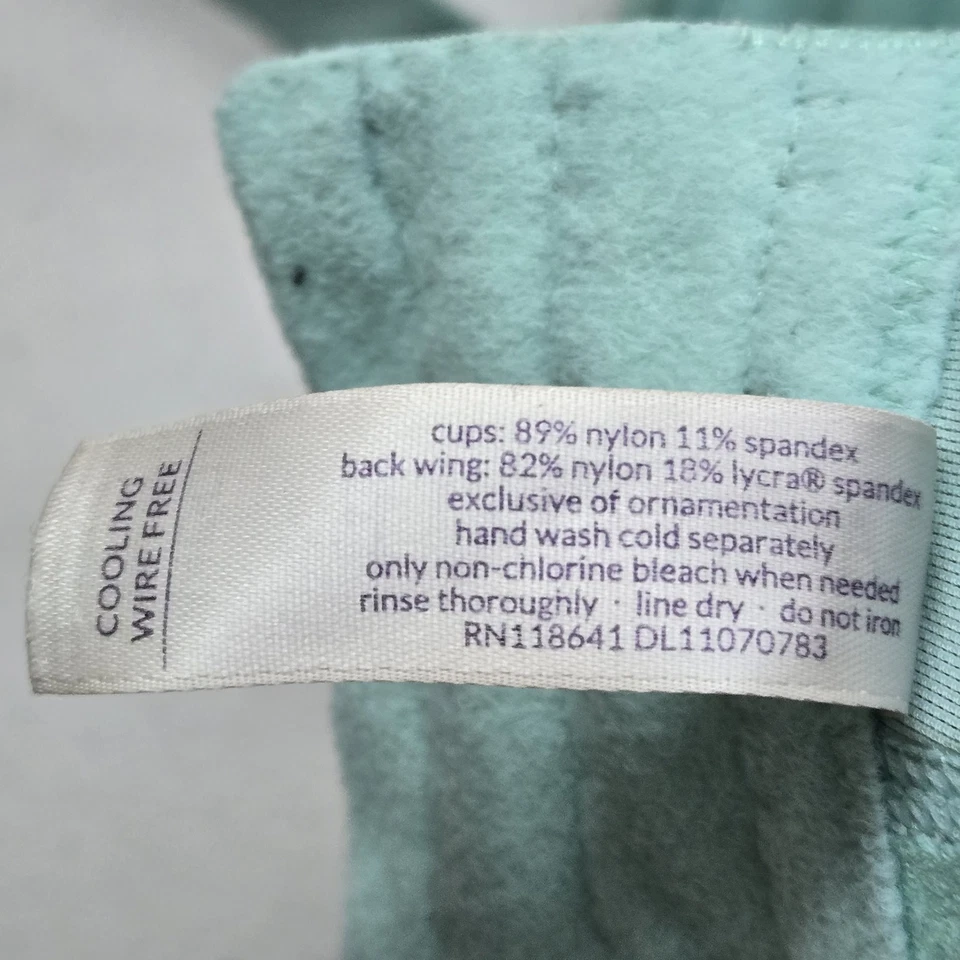 COOLING
WIRE FREE
cups: 89% nylon 11% spandex
back wing: 82% nylon 18% lycra® spandex
exclusive of ornamentation
hand wash cold separately
only non-chlorine bleach when needed
rinse thoroughly · line dry · do not iron
RN118641 DL11070783